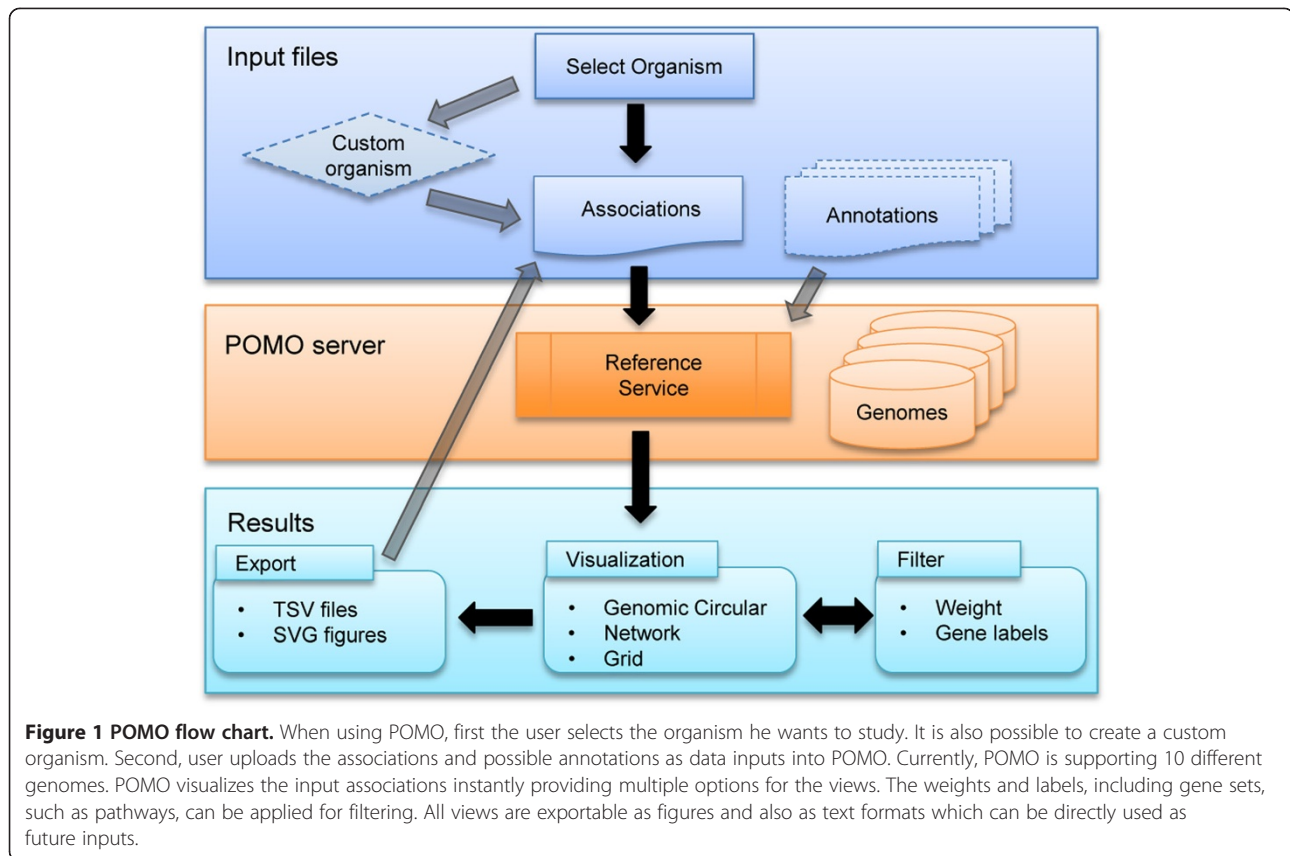 Input files
Select Organism
Custom
organism
Associations
Annotations
POMO server
Reference
Service
Genomes
Results
Export
• TSV files
• SVG figures
Visualization
• Genomic Circular
• Network
• Grid
Filter
• Weight
• Gene labels
Figure 1 POMO flow chart. When using POMO, first the user selects the organism he wants to study. It is also possible to create a custom
organism. Second, user uploads the associations and possible annotations as data inputs into POMO. Currently, POMO is supporting 10 different
genomes. POMO visualizes the input associations instantly providing multiple options for the views. The weights and labels, including gene sets,
such as pathways, can be applied for filtering. All views are exportable as figures and also as text formats which can be directly used as
future inputs.